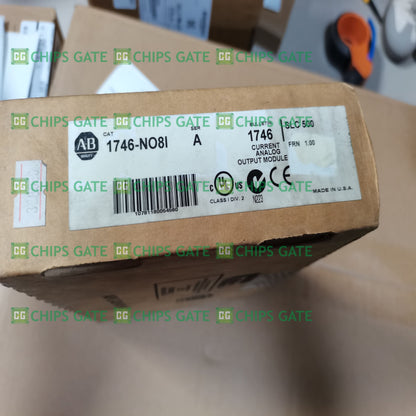 CHIPS GATE CHIPS GATE CHIPS GATE
CHIPS GATE CHIPS GATE CHIPS GATE
CAT
1746-NO8I
SER
A
1746
SLC 500
CURRENT
ANALOG
OUTPUT MODULE
FRN 1.00
AB
CLASS I DIV. 2
N223
CE
MADE IN U.S.A.
CHIPS GATE CHIPS GATE CHIPS GATE
CHIPS GATE CHIPS GATE CHIPS GATE
CHIPS GATE CHIPS GATE CHIPS GATE
CHIPS GATE CHIPS GATE CHIPS GATE